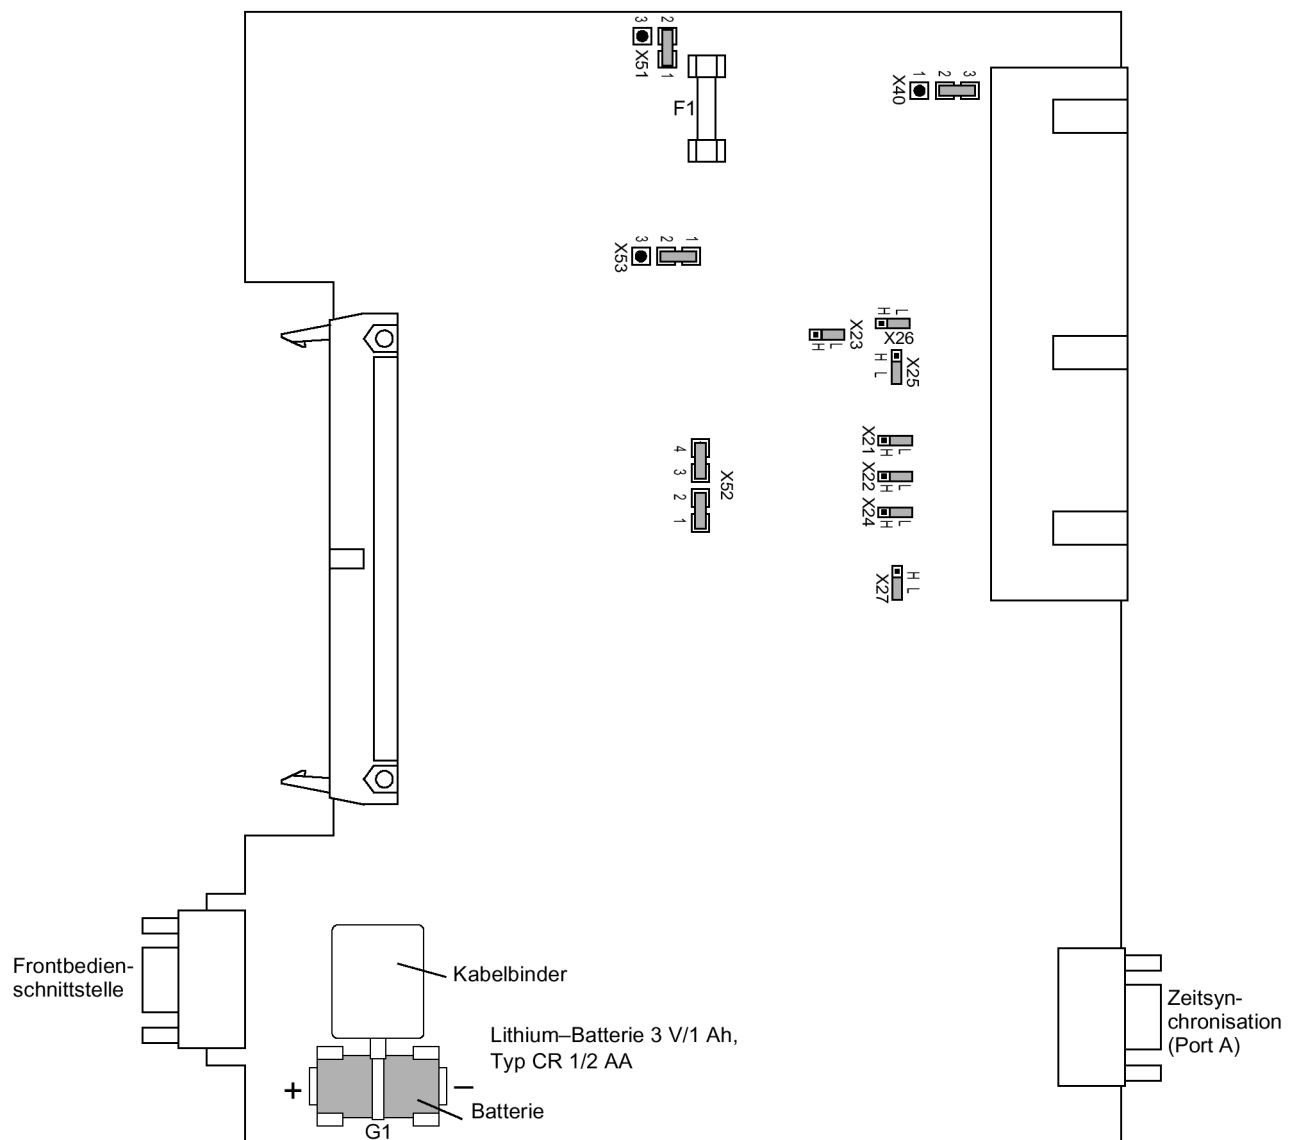 3 2
X51
1
F1
X40
1 2 3
X53
3 2 1
H L
X26
X23
H L
H
L
X25
X21
H L
X22
H L
X24
H L
4
3
2
1
X52
X27
H
L
Frontbedien-
schnittstelle
Kabelbinder
Lithium–Batterie 3 V/1 Ah,
Typ CR 1/2 AA
+
–
Batterie
G1
Zeitsyn-
chronisation
(Port A)